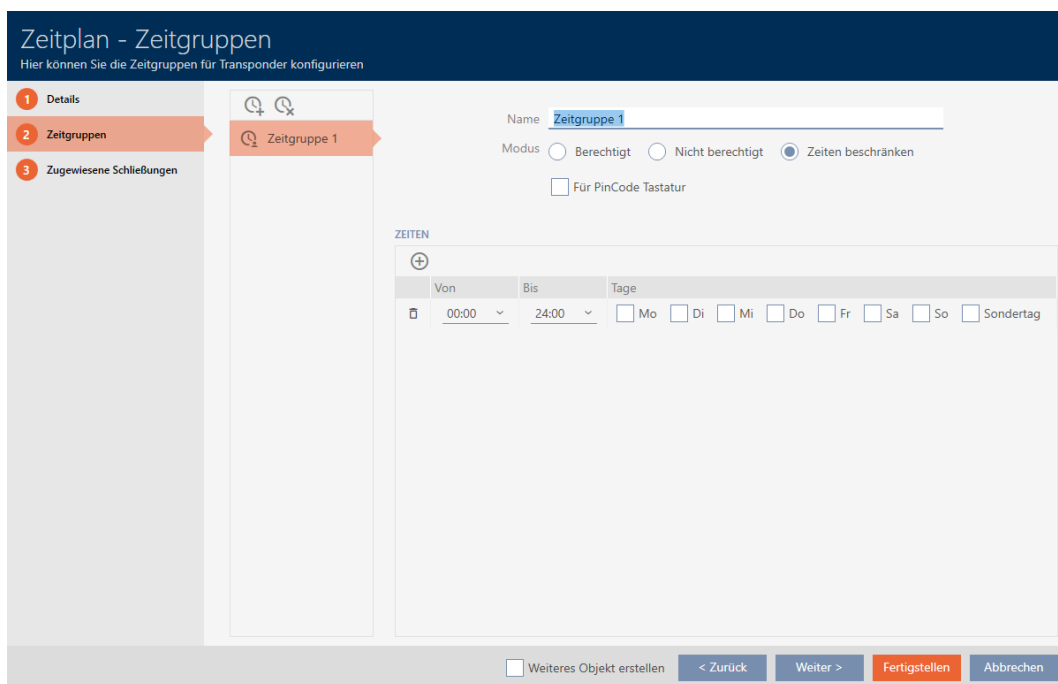 Zeitplan - Zeitgruppen
Hier können Sie die Zeitgruppen für Transponder konfigurieren
1 Details
2 Zeitgruppen
3 Zugewiesene Schließungen
Zeitgruppe 1
Name Zeitgruppe 1
Modus Berechtigt Nicht berechtigt Zeiten beschränken
Für PinCode Tastatur
ZEITEN
Von Bis Tage
00:00 24:00 Mo Di Mi Do Fr Sa So Sondertag
Weiteres Objekt erstellen < Zurück Weiter > Fertigstellen Abbrechen